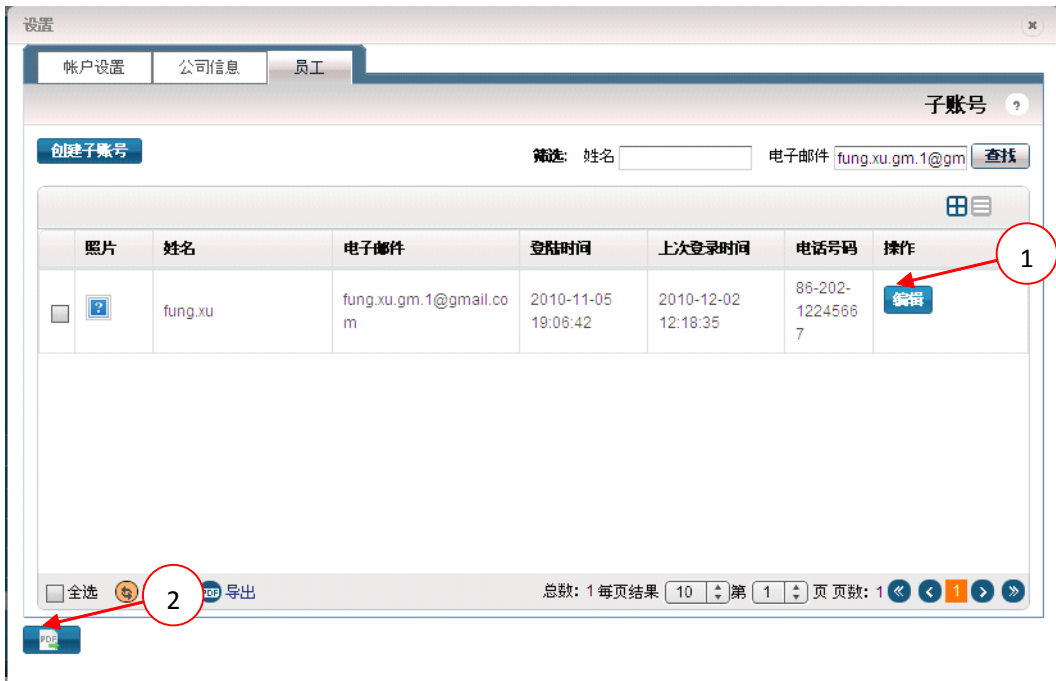 设置
帐户设置 公司信息 员工
子账号 ?
创建子账号 筛选: 姓名 电子邮件 fung.xu.gm.1@gm 查找
照片 姓名 电子邮件 登陆时间 上次登录时间 电话号码 操作
1
? fung.xu fung.xu.gm.1@gmail.co 2010-11-05 2010-12-02 86-202- 编辑
m 19:06:42 12:18:35 1224566
7
全选 2 PDF 导出 总数: 1 每页结果 10 第 1 页 页数: 1 1
PDF